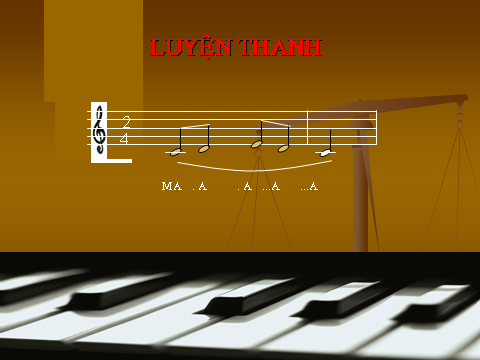 LUYỆN THANH
2
4
MA . A . A ...A ...A